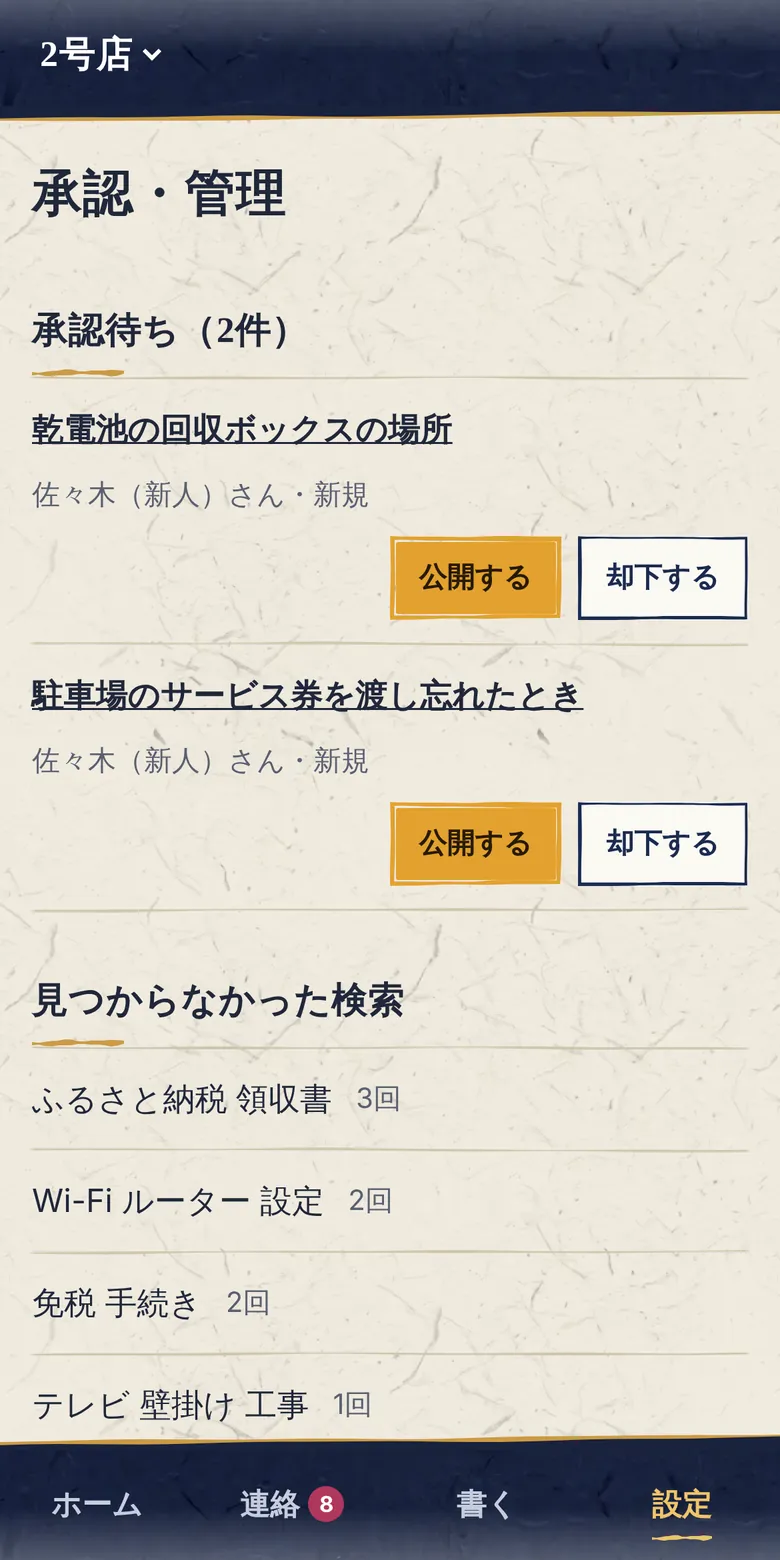 2号店
承認・管理
承認待ち（2件）
乾電池の回収ボックスの場所
佐々木（新人）さん・新規
公開する 却下する
駐車場のサービス券を渡し忘れたとき
佐々木（新人）さん・新規
公開する 却下する
見つからなかった検索
ふるさと納税 領収書 3回
Wi-Fi ルーター 設定 2回
免税 手続き 2回
テレビ 壁掛け 工事 1回
ホーム 連絡 8 書く 設定